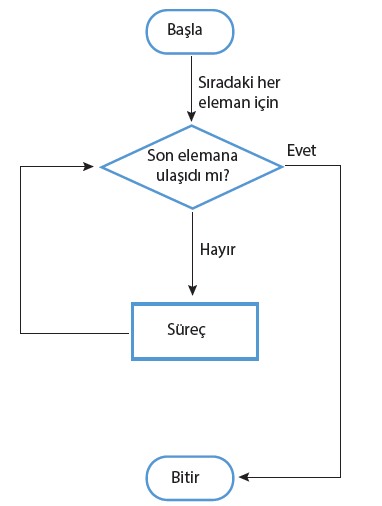 Başla
Sıradaki her
eleman için
Son elemana
ulaşıdı mı?
Evet
Hayır
Süreç
Bitir